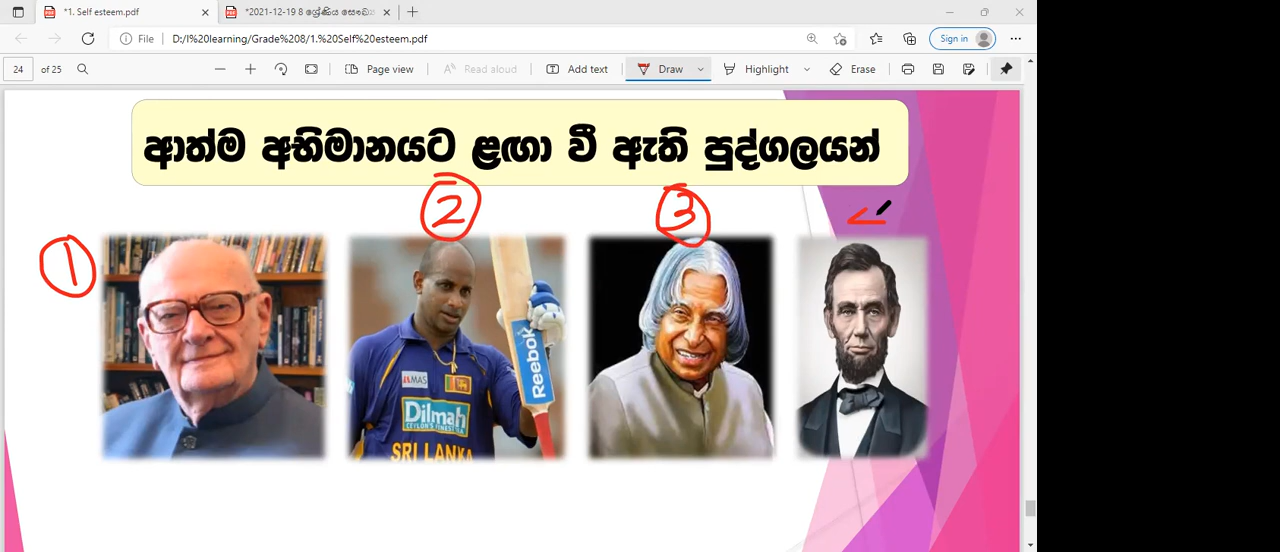 *1. Self esteem.pdf
*2021-12-19 8 ශ්‍රේණිය සෞඛ්‍ය
File
D:/I%20learning/Grade%208/1.%20Self%20esteem.pdf
Sign in
24 of 25
Page view
Read aloud
Add text
Draw
Highlight
Erase
ආත්ම අභිමානයට ළඟා වී ඇති පුද්ගලයන්
1
2
3
MAS
Dilmah
CEYLON'S FINEST TEA
SRI LANKA
Reebok